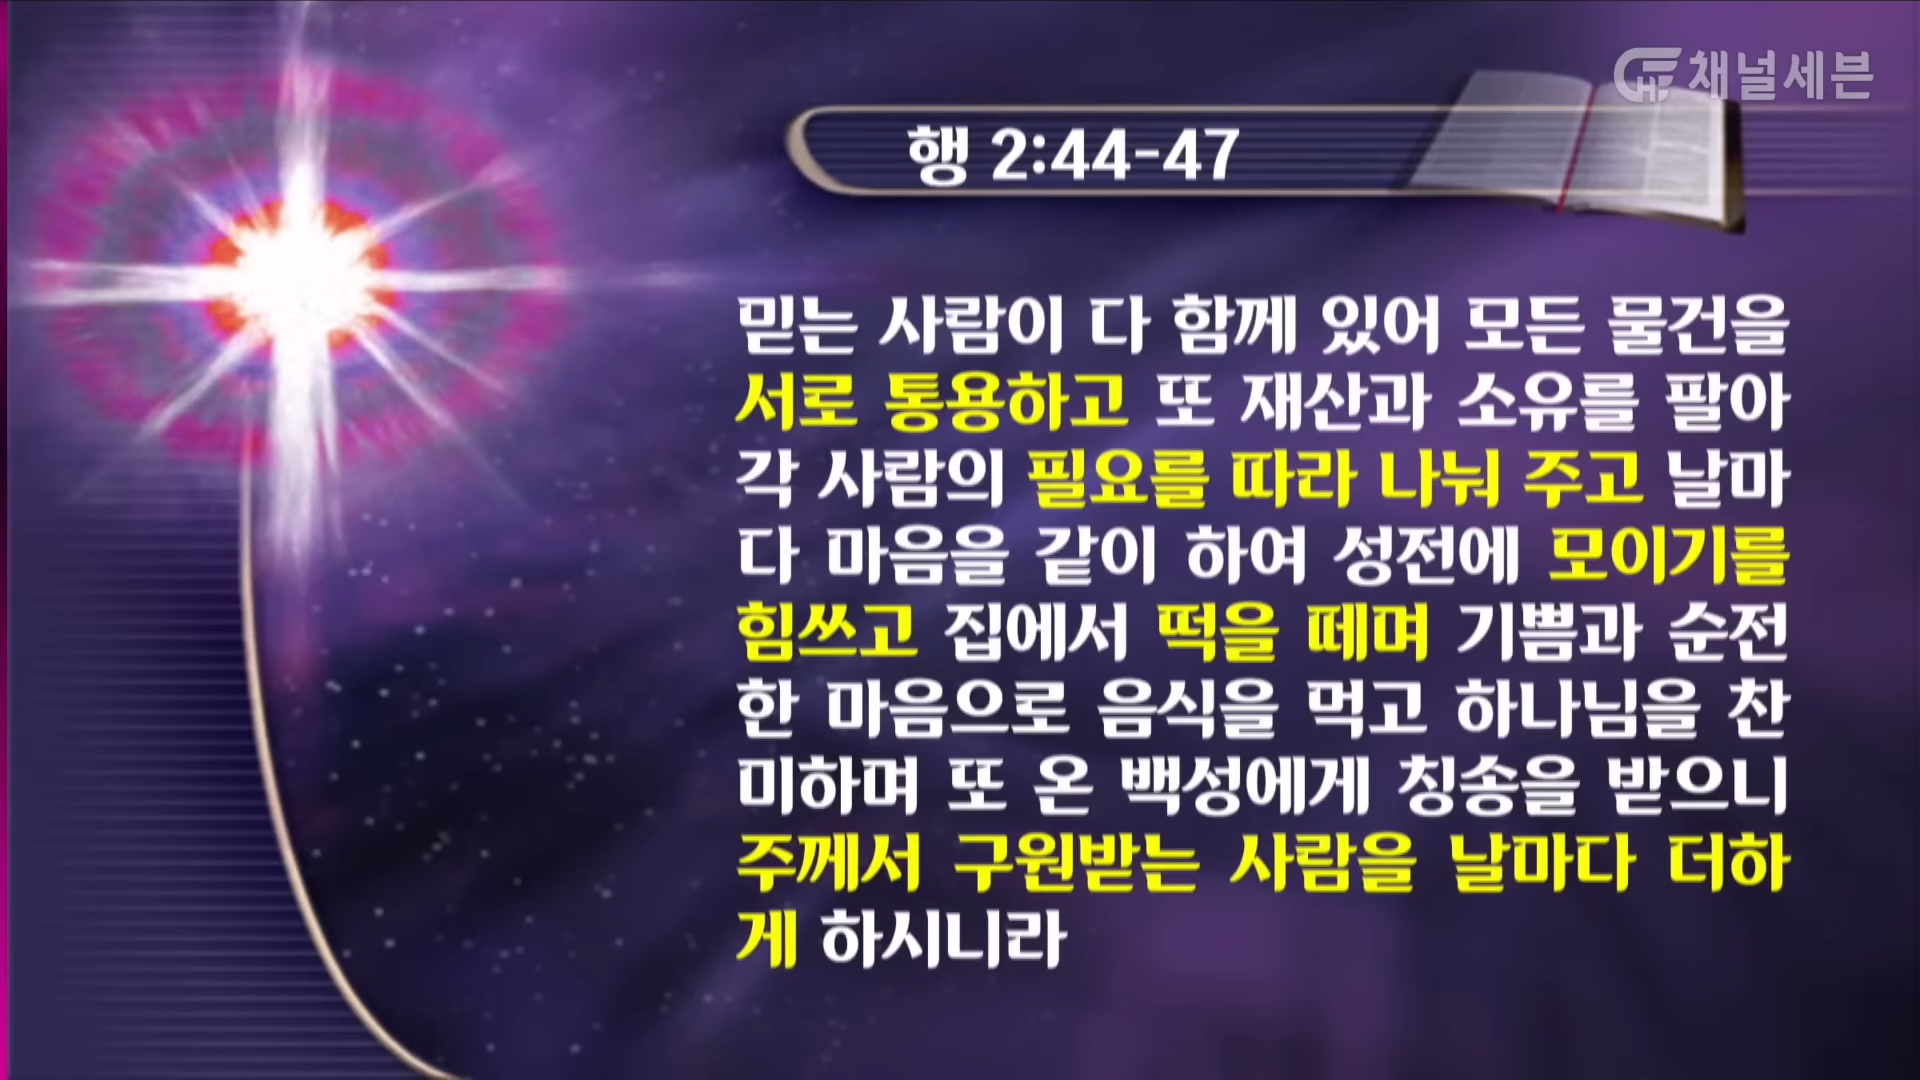 채널세븐
행 2:44-47
믿는 사람이 다 함께 있어 모든 물건을
서로 통용하고 또 재산과 소유를 팔아
각 사람의 필요를 따라 나눠 주고 날마
다 마음을 같이 하여 성전에 모이기를
힘쓰고 집에서 떡을 떼며 기쁨과 순전
한 마음으로 음식을 먹고 하나님을 찬
미하며 또 온 백성에게 칭송을 받으니
주께서 구원받는 사람을 날마다 더하
게 하시니라